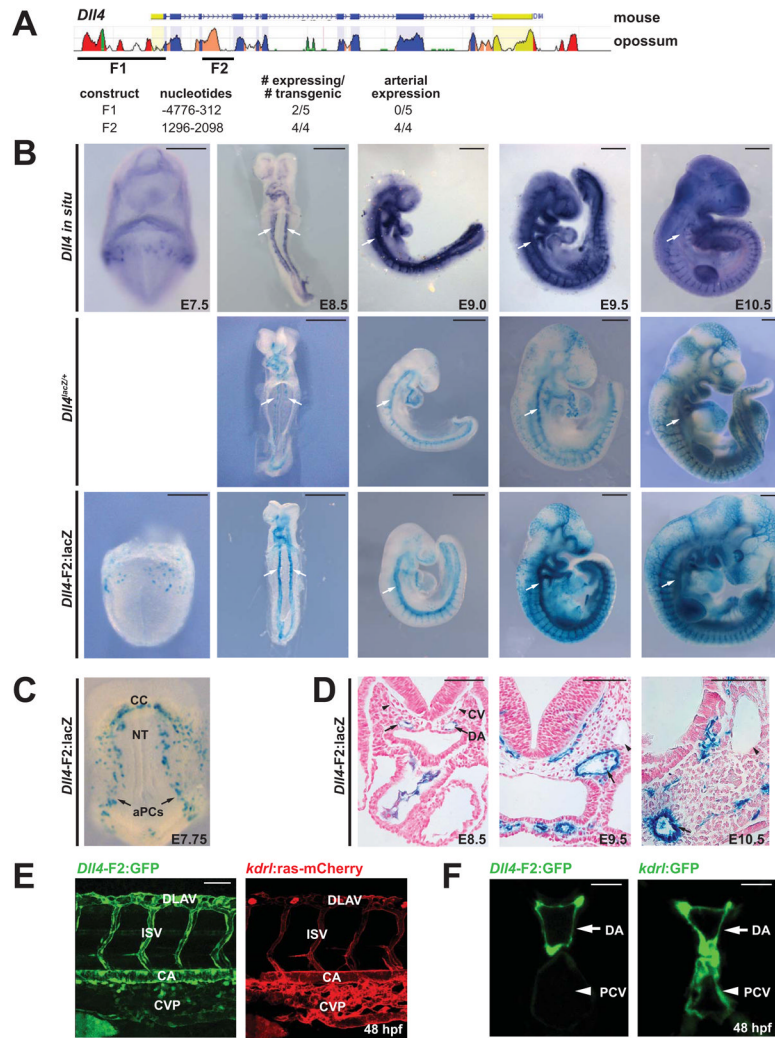 A
Dll4
Dll4
mouse
opossum
F1
F2
construct nucleotides # expressing/ # transgenic arterial expression
F1 -4776-312 2/5 0/5
F2 1296-2098 4/4 4/4
B
Dll4 in situ
E7.5
E8.5
E9.0
E9.5
E10.5
Dll4lacZ/+
Dll4-F2:lacZ
C
Dll4-F2:lacZ
CC
NT
aPCs
E7.75
D
Dll4-F2:lacZ
CV
DA
E8.5
E9.5
E10.5
E
Dll4-F2:GFP
kdrl:ras-mCherry
DLAV
ISV
CA
CVP
DLAV
ISV
CA
CVP
48 hpf
F
Dll4-F2:GFP
kdrl:GFP
DA
PCV
DA
PCV
48 hpf